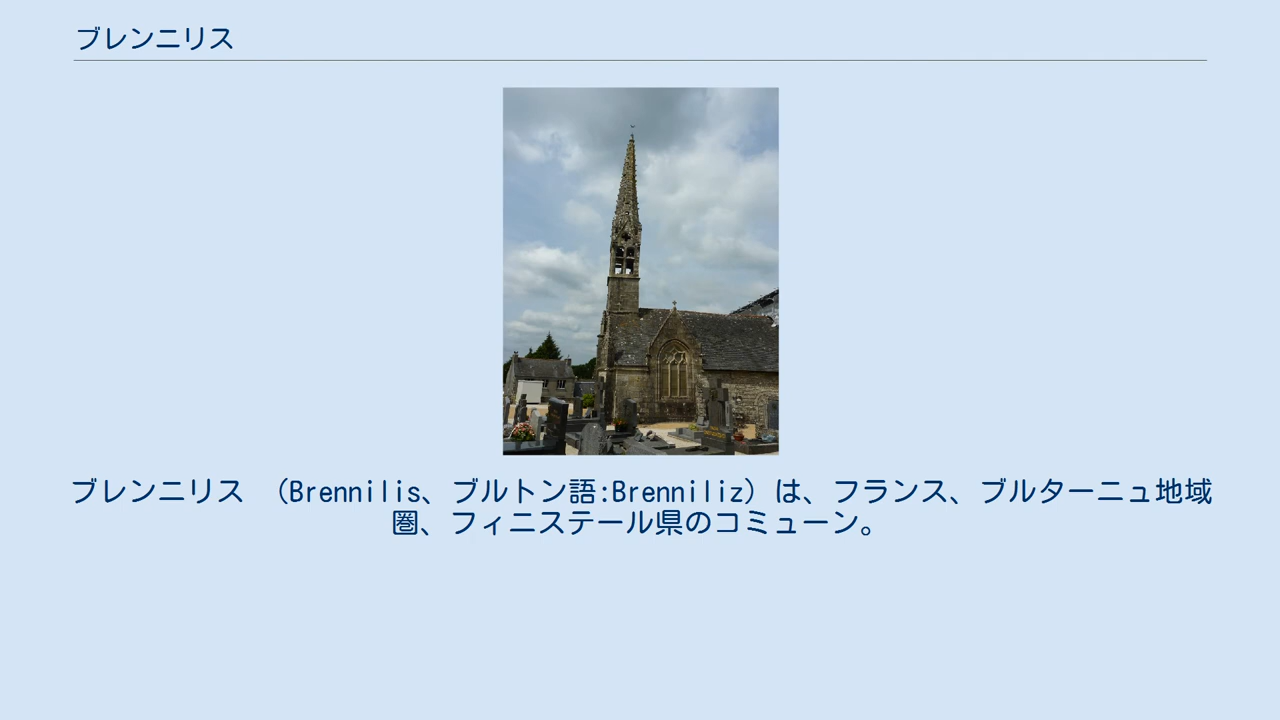 ブレンニリス
ブレンニリス （Brennilis、ブルトン語:Brenniliz）は、フランス、ブルターニュ地域
圏、フィニステール県のコミューン。